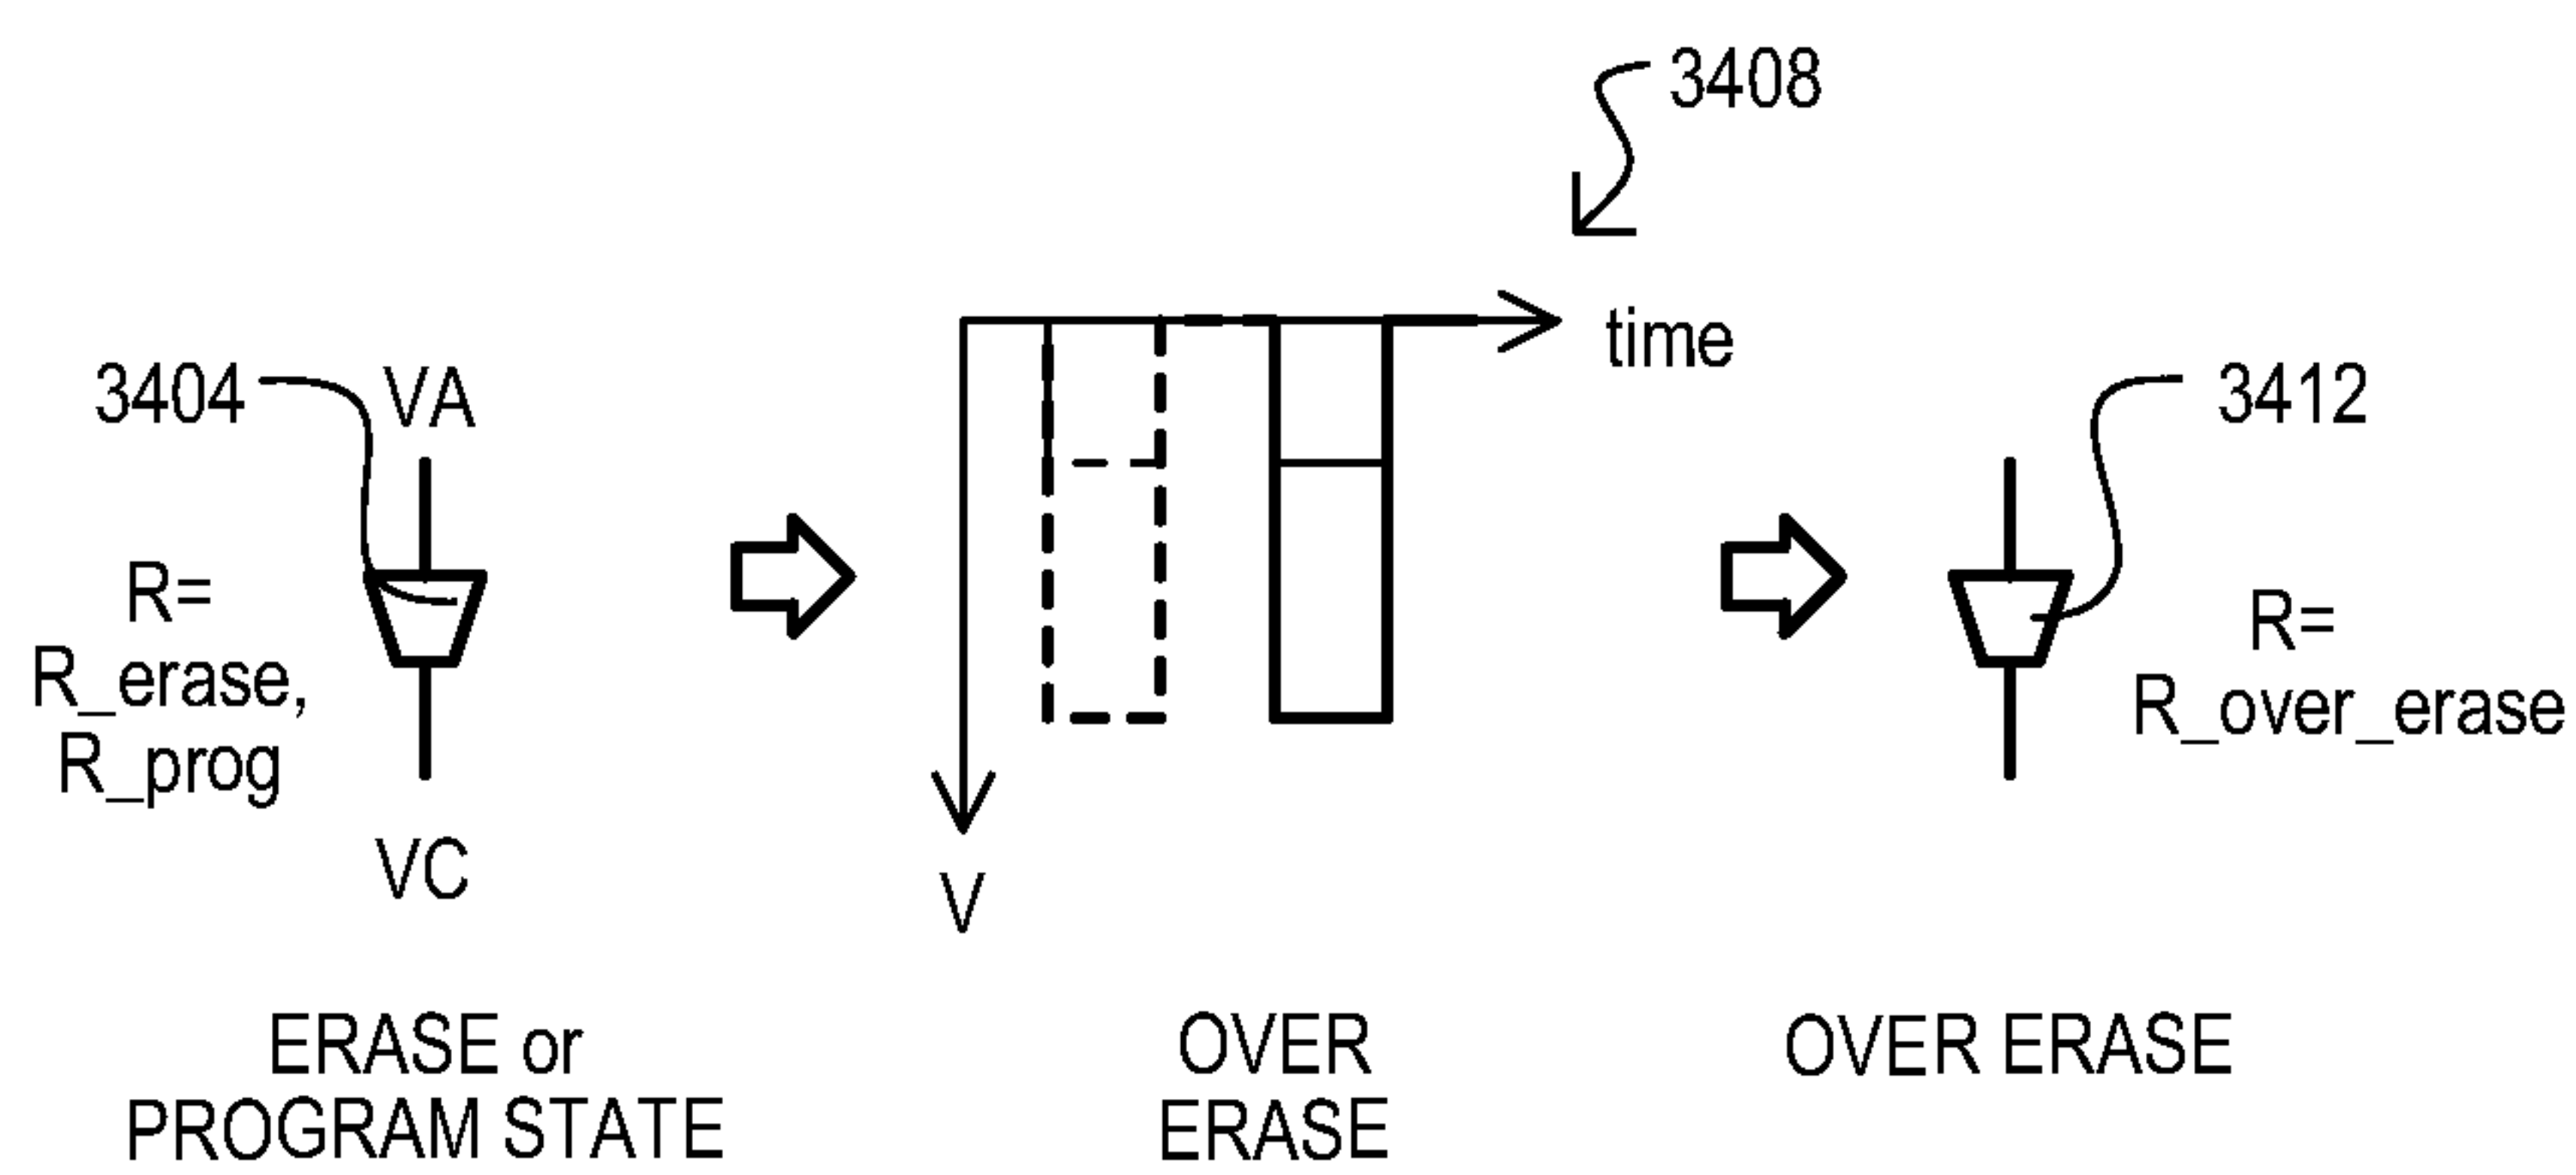 3408
time
3404
VA
3412
R=
R_erase,
R_prog
R=
R_over_erase
VC
V
ERASE or
PROGRAM STATE
OVER
ERASE
OVER ERASE